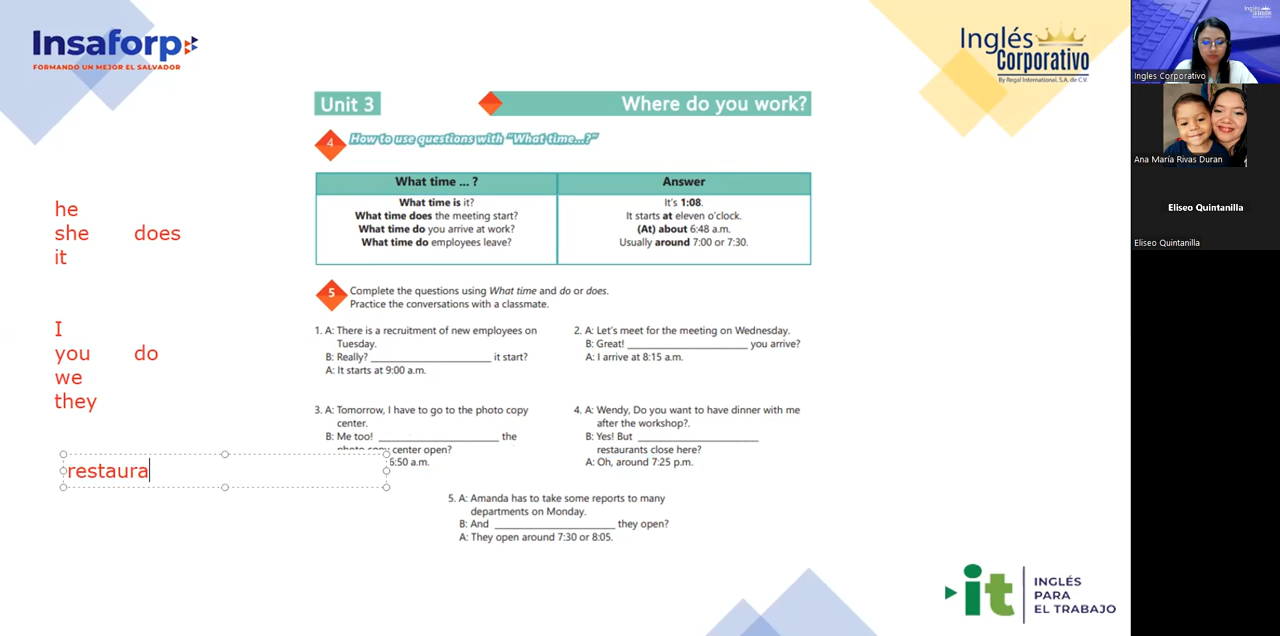 Insaforp
FORMANDO UN MEJOR EL SALVADOR
Inglés
Corporativo
By Regal International, S.A. de C.V.
Unit 3
Where do you work?
4
How to use questions with "What time...?"
What time ... ?
Answer
What time is it?
It's 1:08.
What time does the meeting start?
It starts at eleven o'clock.
What time do you arrive at work?
(At) about 6:48 a.m.
What time do employees leave?
Usually around 7:00 or 7:30.
5
Complete the questions using What time and do or does.
Practice the conversations with a classmate.
1. A: There is a recruitment of new employees on
Tuesday.
B: Really? ____________________ it start?
A: It starts at 9:00 a.m.
2. A: Let's meet for the meeting on Wednesday.
B: Great! ____________________ you arrive?
A: I arrive at 8:15 a.m.
3. A: Tomorrow, I have to go to the photo copy
center.
B: Me too! ____________________ the
photo copy center open?
6:50 a.m.
4. A: Wendy, Do you want to have dinner with me
after the workshop?.
B: Yes! But ____________________
restaurants close here?
A: Oh, around 7:25 p.m.
5. A: Amanda has to take some reports to many
departments on Monday.
B: And ____________________ they open?
A: They open around 7:30 or 8:05.
he
she does
it
I
you do
we
they
restaura
it
INGLÉS
PARA
EL TRABAJO
Ingles Corporativo
Ana María Rivas Duran
Eliseo Quintanilla
Eliseo Quintanilla